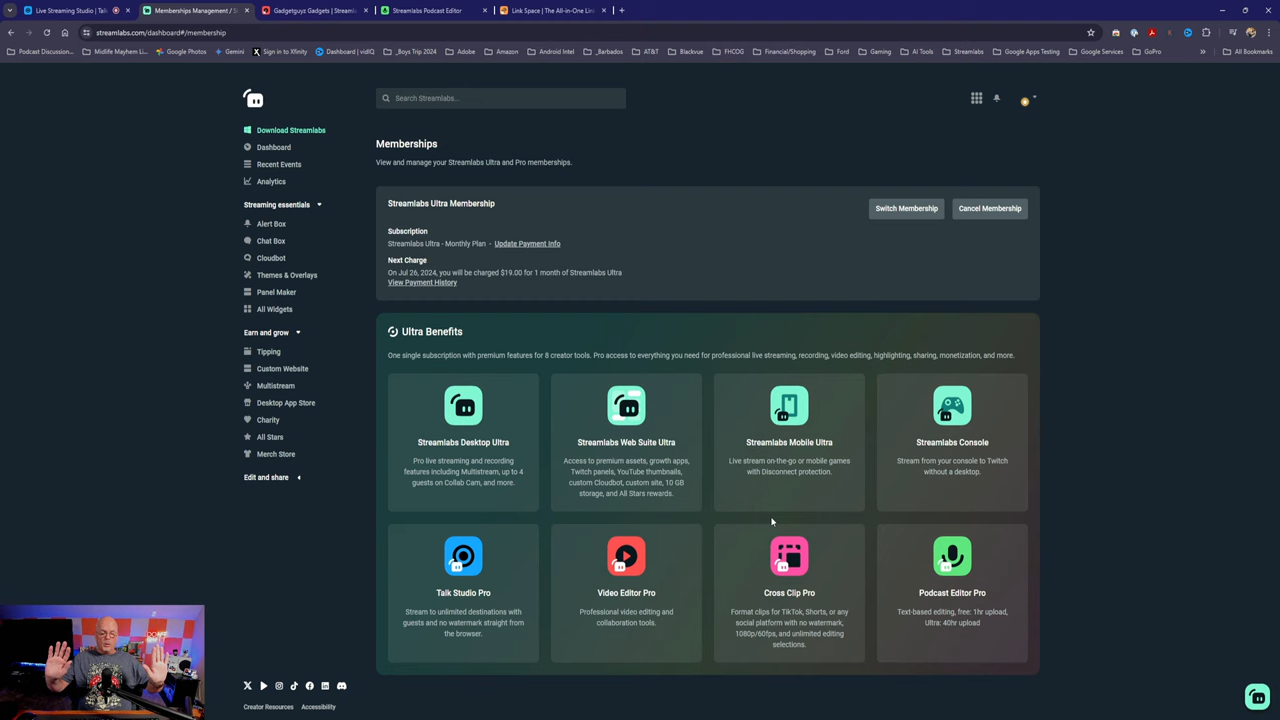 Live Streaming Studio | Talk
Memberships Management / S
Gadgetguyz Gadgets | Streamla
Streamlabs Podcast Editor
Link Space | The All-in-One Lin
streamlabs.com/dashboard#/membership
Podcast Discussion...
Midlife Mayhem Li...
Google Photos
Gemini
Sign in to Xfinity
Dashboard | vidIQ
_Boys Trip 2024
Adobe
Amazon
Android Intel
_Barbados
AT&T
Blackvue
FHCOG
Financial/Shopping
Ford
Gaming
AI Tools
Streamlabs
Google Apps Testing
Google Services
GoPro
All Bookmarks
Search Streamlabs...
Download Streamlabs
Dashboard
Recent Events
Analytics
Streaming essentials
Alert Box
Chat Box
Cloudbot
Themes & Overlays
Panel Maker
All Widgets
Earn and grow
Tipping
Custom Website
Multistream
Desktop App Store
Charity
All Stars
Merch Store
Edit and share
Creator Resources
Accessibility
Memberships
View and manage your Streamlabs Ultra and Pro memberships.
Streamlabs Ultra Membership
Switch Membership
Cancel Membership
Subscription
Streamlabs Ultra - Monthly Plan - Update Payment Info
Next Charge
On Jul 26, 2024, you will be charged $19.00 for 1 month of Streamlabs Ultra
View Payment History
Ultra Benefits
One single subscription with premium features for 8 creator tools. Pro access to everything you need for professional live streaming, recording, video editing, highlighting, sharing, monetization, and more.
Streamlabs Desktop Ultra
Pro live streaming and recording
features including Multistream, up to 4
guests on Collab Cam, and more.
Streamlabs Web Suite Ultra
Access to premium assets, growth apps,
Twitch panels, YouTube thumbnails,
custom Cloudbot, custom site, 10 GB
storage, and All Stars rewards.
Streamlabs Mobile Ultra
Live stream on-the-go or mobile games
with Disconnect protection.
Streamlabs Console
Stream from your console to Twitch
without a desktop.
Talk Studio Pro
Stream to unlimited destinations with
guests and no watermark straight from
the browser.
Video Editor Pro
Professional video editing and
collaboration tools.
Cross Clip Pro
Format clips for TikTok, Shorts, or any
social platform with no watermark,
1080p/60fps, and unlimited editing
selections.
Podcast Editor Pro
Text-based editing, free: 1hr upload,
Ultra: 40hr upload